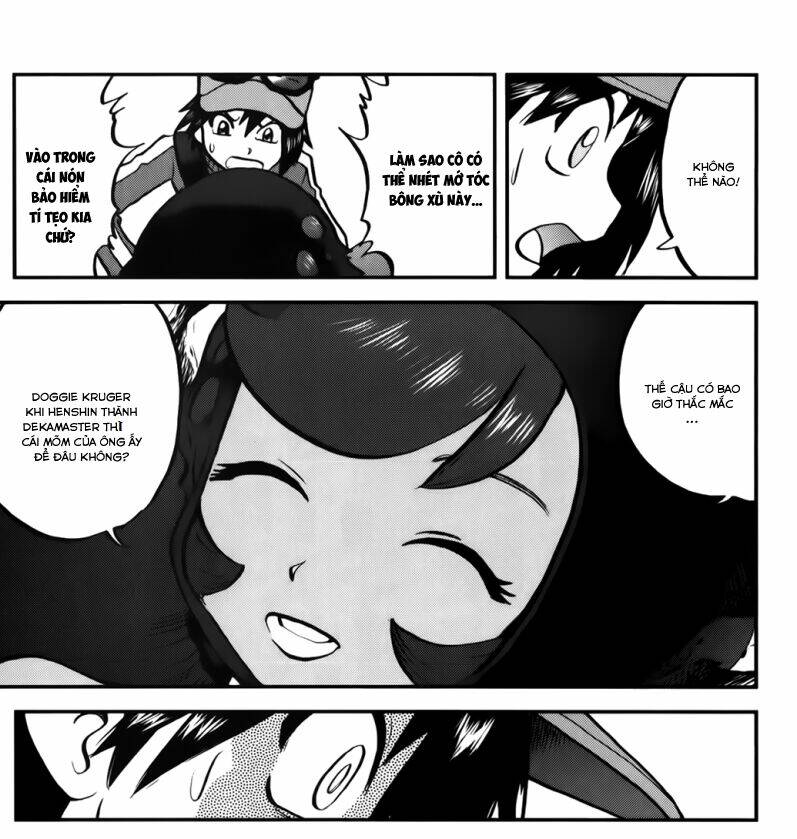 KHÔNG
THỂ NÀO!
LÀM SAO CÔ CÓ
THỂ NHÉT MỚ TÓC
BÔNG XÙ NÀY...
VÀO TRONG
CÁI NÓN
BẢO HIỂM
TÍ TẸO KIA
CHỨ?
THẾ CẬU CÓ BAO
GIỜ THẮC MẮC
...
DOGGIE KRUGER
KHI HENSHIN THÀNH
DEKAMASTER THÌ
CÁI MÕM CỦA ÔNG ẤY
ĐỂ ĐÂU KHÔNG?